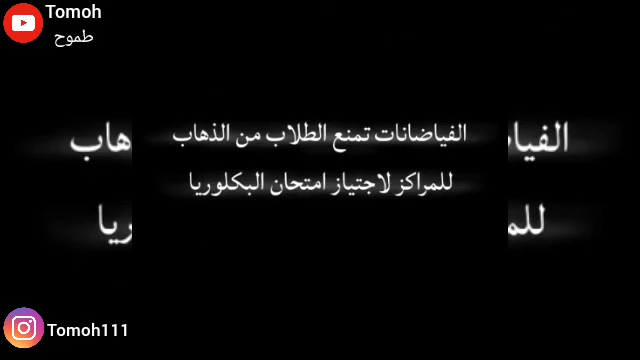 Tomoh
طموح
الفياضانات تمنع الطلاب من الذهاب
للمراكز لاجتياز امتحان البكلوريا
Tomoh111